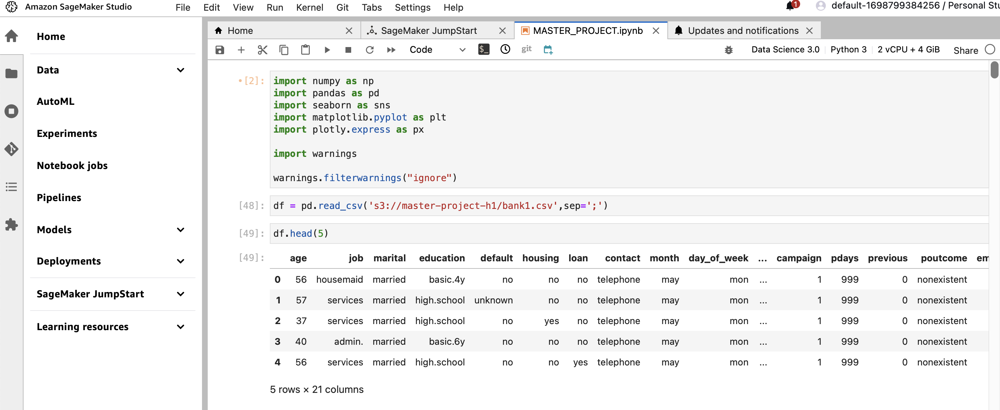 Amazon SageMaker Studio File Edit View Run Kernel Git Tabs Settings Help 1 default-1698799384256 / Personal Stu
Home
Data
AutoML
Experiments
Notebook jobs
Pipelines
Models
Deployments
SageMaker JumpStart
Learning resources
Home SageMaker JumpStart MASTER_PROJECT.ipynb Updates and notifications
Code $_ git Data Science 3.0 Python 3 2 vCPU + 4 GiB Share
•[2]: import numpy as np
import pandas as pd
import seaborn as sns
import matplotlib.pyplot as plt
import plotly.express as px
import warnings
warnings.filterwarnings("ignore")
[48]: df = pd.read_csv('s3://master-project-h1/bank1.csv',sep=';')
[49]: df.head(5)
[49]: age job marital education default housing loan contact month day_of_week ... campaign pdays previous poutcome em
0 56 housemaid married basic.4y no no no telephone may mon ... 1 999 0 nonexistent
1 57 services married high.school unknown no no telephone may mon ... 1 999 0 nonexistent
2 37 services married high.school no yes no telephone may mon ... 1 999 0 nonexistent
3 40 admin. married basic.6y no no no telephone may mon ... 1 999 0 nonexistent
4 56 services married high.school no no yes telephone may mon ... 1 999 0 nonexistent
5 rows × 21 columns